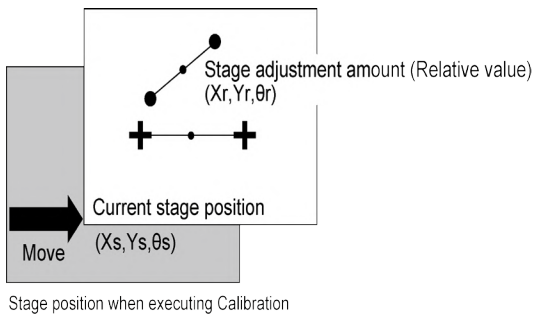 Stage adjustment amount (Relative value)
(Xr,Yr,θr)
Current stage position
(Xs,Ys,θs)
Move
Stage position when executing Calibration